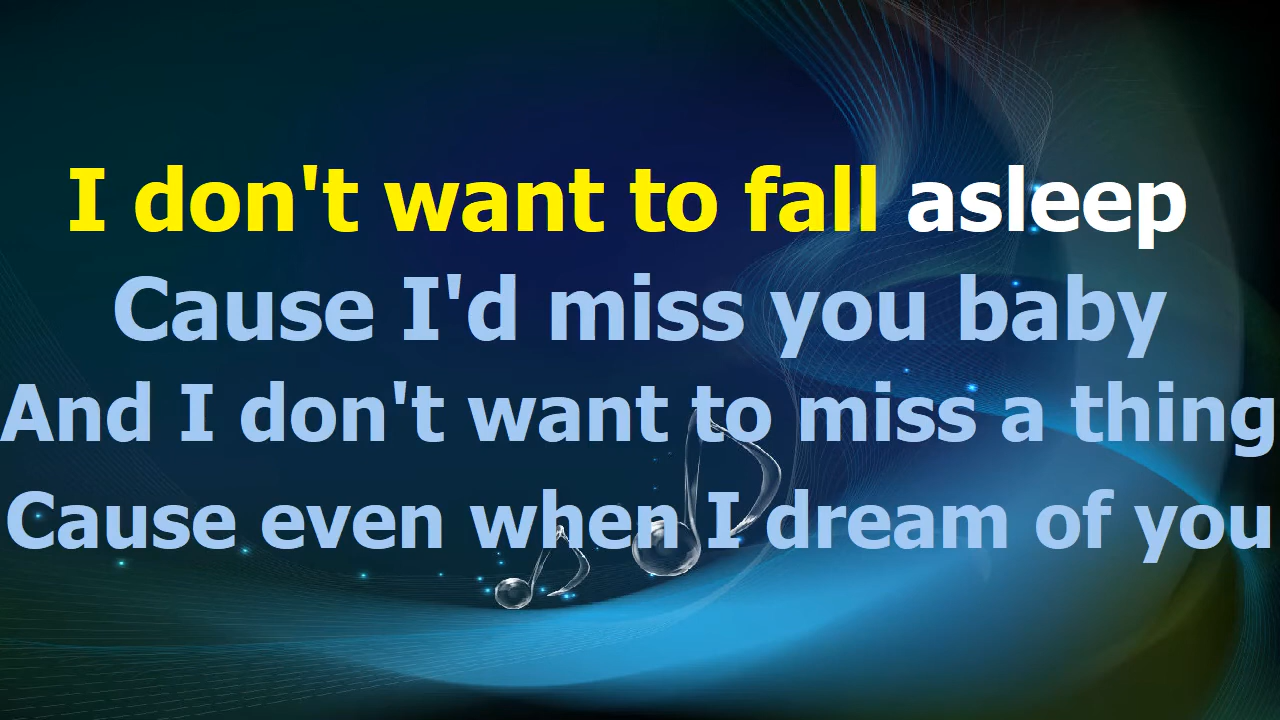 I don't want to fall asleep
Cause I'd miss you baby
And I don't want to miss a thing
Cause even when I dream of you